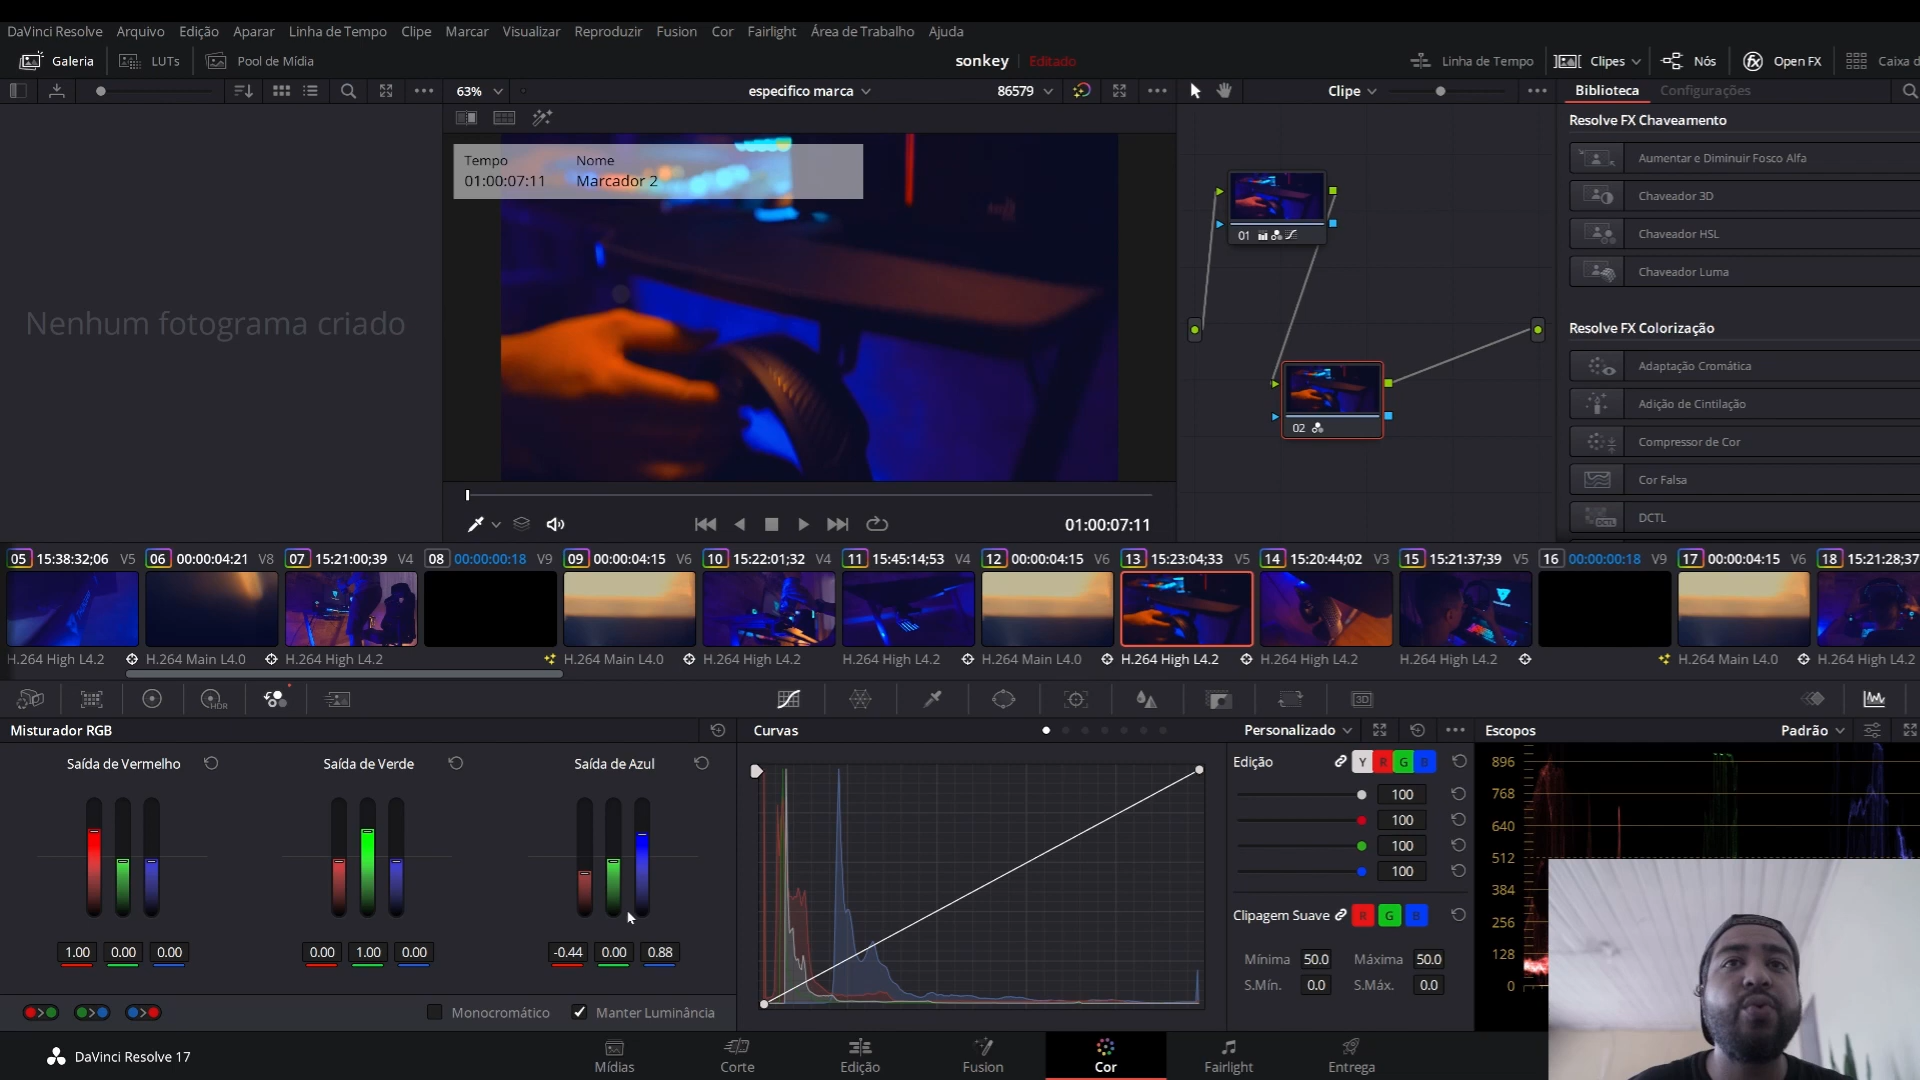 DaVinci Resolve Arquivo Edição Aparar Linha de Tempo Clipe Marcar Visualizar Reproduzir Fusion Cor Fairlight Área de Trabalho Ajuda
Galeria LUTs Pool de Mídia sonkey Editado Linha de Tempo Clipes Nós Open FX Caixa d
63% especifico marca 86579 Clipe Biblioteca Configurações
Resolve FX Chaveamento
Tempo Nome
01:00:07:11 Marcador 2
Aumentar e Diminuir Fosco Alfa
Chaveador 3D
Chaveador HSL
Chaveador Luma
01
Nenhum fotograma criado
Resolve FX Colorização
Adaptação Cromática
Adição de Cintilação
Compressor de Cor
Cor Falsa
DCTL
02
01:00:07:11
05 15:38:32;06 V5 06 00:00:04:21 V8 07 15:21:00;39 V4 08 00:00:00:18 V9 09 00:00:04:15 V6 10 15:22:01;32 V4 11 15:45:14;53 V4 12 00:00:04:15 V6 13 15:23:04;33 V5 14 15:20:44;02 V3 15 15:21:37;39 V5 16 00:00:00:18 V9 17 00:00:04:15 V6 18 15:21:28;37
H.264 High L4.2 H.264 Main L4.0 H.264 High L4.2 H.264 Main L4.0 H.264 High L4.2 H.264 High L4.2 H.264 Main L4.0 H.264 High L4.2 H.264 High L4.2 H.264 High L4.2 H.264 Main L4.0 H.264 High L4.2
HDR 3D
Misturador RGB Curvas Personalizado Escopos Padrão
Saída de Vermelho Saída de Verde Saída de Azul
Edição Y R G B
100
100
100
100
Clipagem Suave R G B
Mínima 50.0 Máxima 50.0
S.Mín. 0.0 S.Máx. 0.0
896
768
640
512
384
256
128
0
1.00 0.00 0.00 0.00 1.00 0.00 -0.44 0.00 0.88
Monocromático Manter Luminância
DaVinci Resolve 17 Mídias Corte Edição Fusion Cor Fairlight Entrega